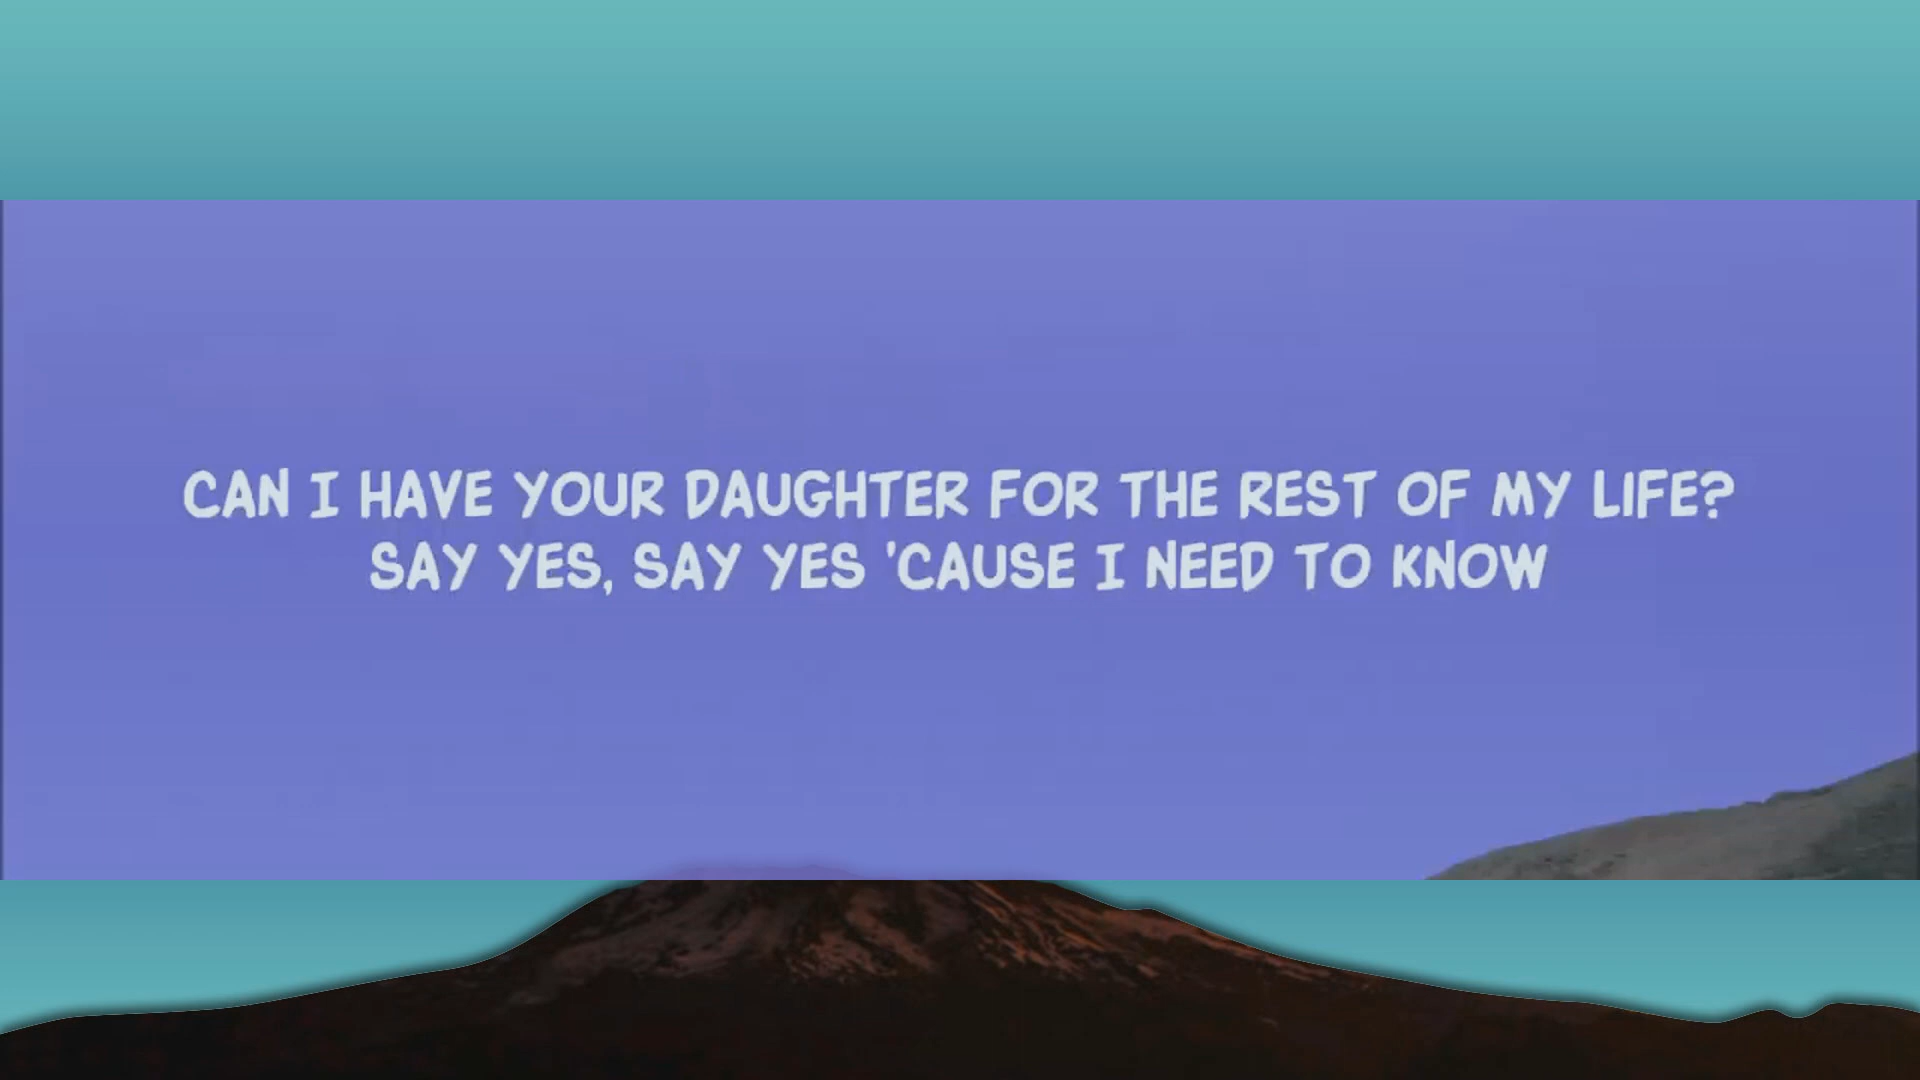 CAN I HAVE YOUR DAUGHTER FOR THE REST OF MY LIFE?
SAY YES, SAY YES 'CAUSE I NEED TO KNOW